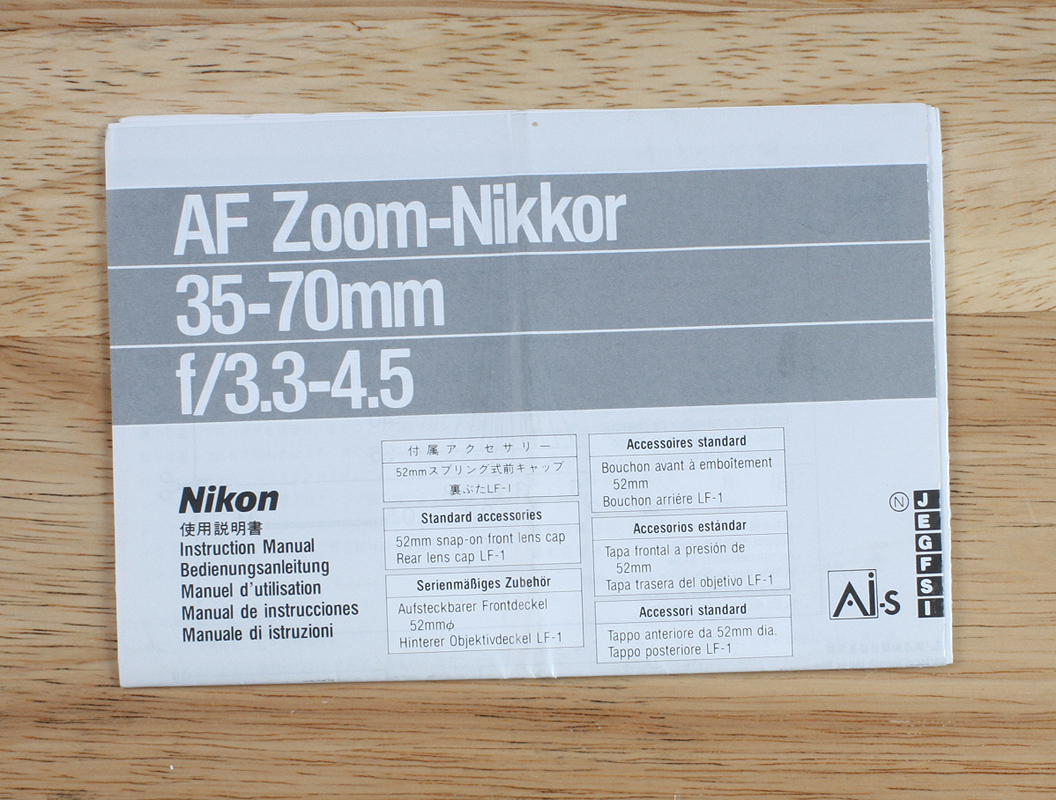 AF Zoom-Nikkor
35-70mm
f/3.3-4.5
Nikon
使用説明書
Instruction Manual
Bedienungsanleitung
Manuel d'utilisation
Manual de instrucciones
Manuale di istruzioni
付属アクセサリー
52mmスプリング式前キャップ
裏ぶたLF-1
Standard accessories
52mm snap-on front lens cap
Rear lens cap LF-1
Serienmäßiges Zubehör
Aufsteckbarer Frontdeckel
52mmφ
Hinterer Objektivdeckel LF-1
Accessoires standard
Bouchon avant à emboîtement
52mm
Bouchon arriére LF-1
Accesorios estándar
Tapa frontal a presión de
52mm
Tapa trasera del objetivo LF-1
Accessori standard
Tappo anteriore da 52mm dia.
Tappo posteriore LF-1
Ai-s
N J
E
G
F
S
I